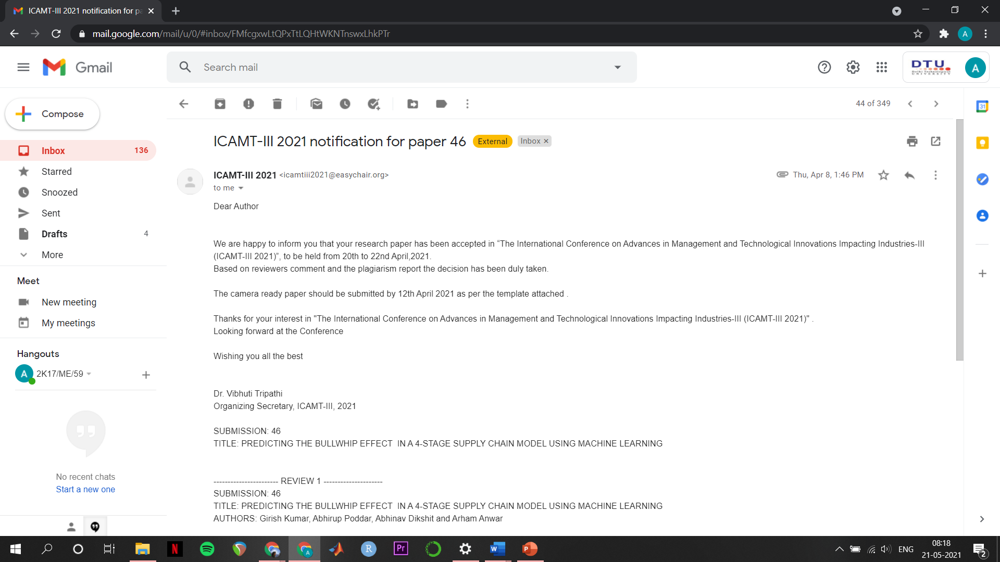 ICAMT-III 2021 notification for pa
mail.google.com/mail/u/0/#inbox/FMfcgxwLtQPxTtLQHtWKNTnswxLhkPTr
A
Gmail
Search mail
DTU
Delhi Technological
UNIVERSITY
A
Compose
44 of 349
31
ICAMT-III 2021 notification for paper 46
External
Inbox ×
Inbox 136
Starred
Snoozed
Sent
Drafts 4
More
ICAMT-III 2021 <icamtiii2021@easychair.org>
Thu, Apr 8, 1:46 PM
to me
Dear Author
We are happy to inform you that your research paper has been accepted in “The International Conference on Advances in Management and Technological Innovations Impacting Industries-III
(ICAMT-III 2021)”, to be held from 20th to 22nd April,2021.
Based on reviewers comment and the plagiarism report the decision has been duly taken.
The camera ready paper should be submitted by 12th April 2021 as per the template attached .
Thanks for your interest in "The International Conference on Advances in Management and Technological Innovations Impacting Industries-III (ICAMT-III 2021)" .
Looking forward at the Conference
Wishing you all the best
Dr. Vibhuti Tripathi
Organizing Secretary, ICAMT-III, 2021
SUBMISSION: 46
TITLE: PREDICTING THE BULLWHIP EFFECT  IN A 4-STAGE SUPPLY CHAIN MODEL USING MACHINE LEARNING
----------------------- REVIEW 1 ---------------------
SUBMISSION: 46
TITLE: PREDICTING THE BULLWHIP EFFECT  IN A 4-STAGE SUPPLY CHAIN MODEL USING MACHINE LEARNING
AUTHORS: Girish Kumar, Abhirup Poddar, Abhinav Dikshit and Arham Anwar
Meet
New meeting
My meetings
Hangouts
A
2K17/ME/59
No recent chats
Start a new one
N
A
R
Pr
W
P
ENG
08:18
21-05-2021
2